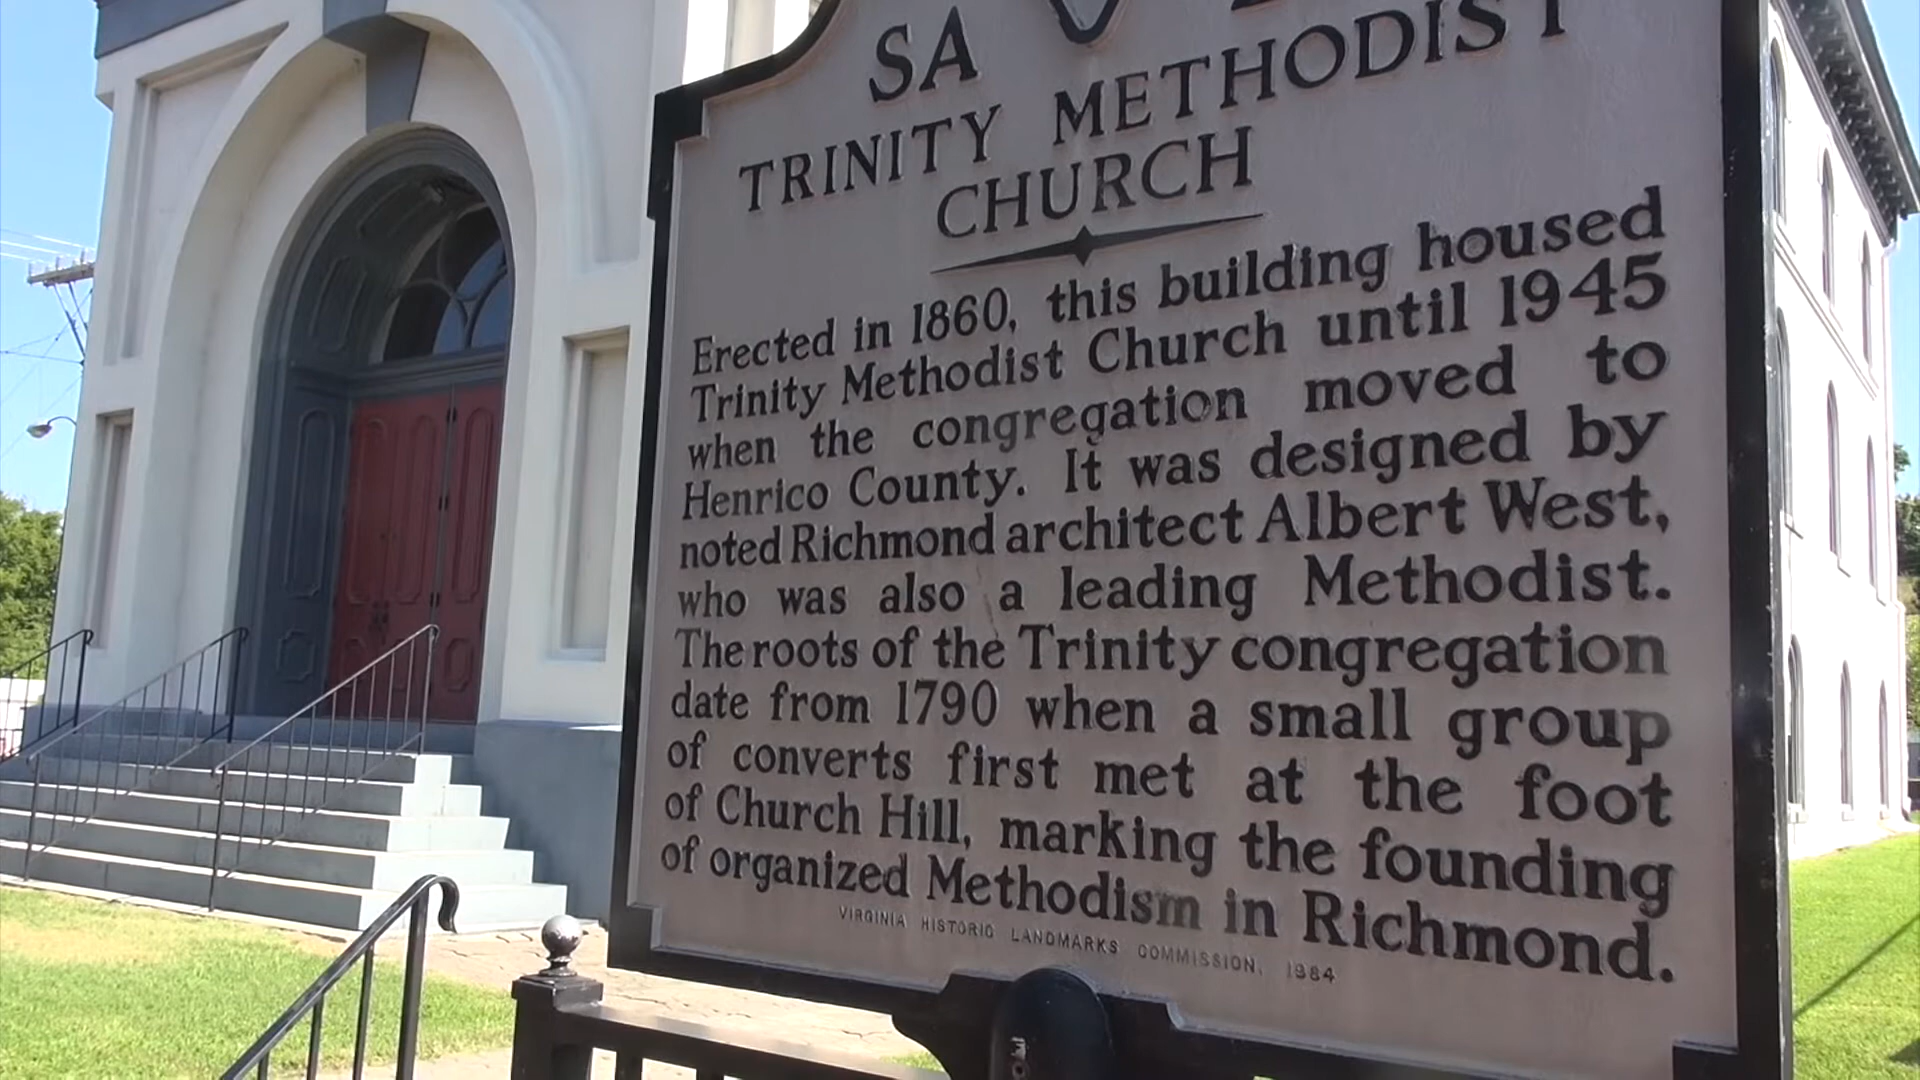 SA
TRINITY METHODIST
CHURCH
Erected in 1860, this building housed
Trinity Methodist Church until 1945
when the congregation moved to
Henrico County. It was designed by
noted Richmond architect Albert West,
who was also a leading Methodist.
The roots of the Trinity congregation
date from 1790 when a small group
of converts first met at the foot
of Church Hill, marking the founding
of organized Methodism in Richmond.
VIRGINIA HISTORIC LANDMARKS COMMISSION, 1984